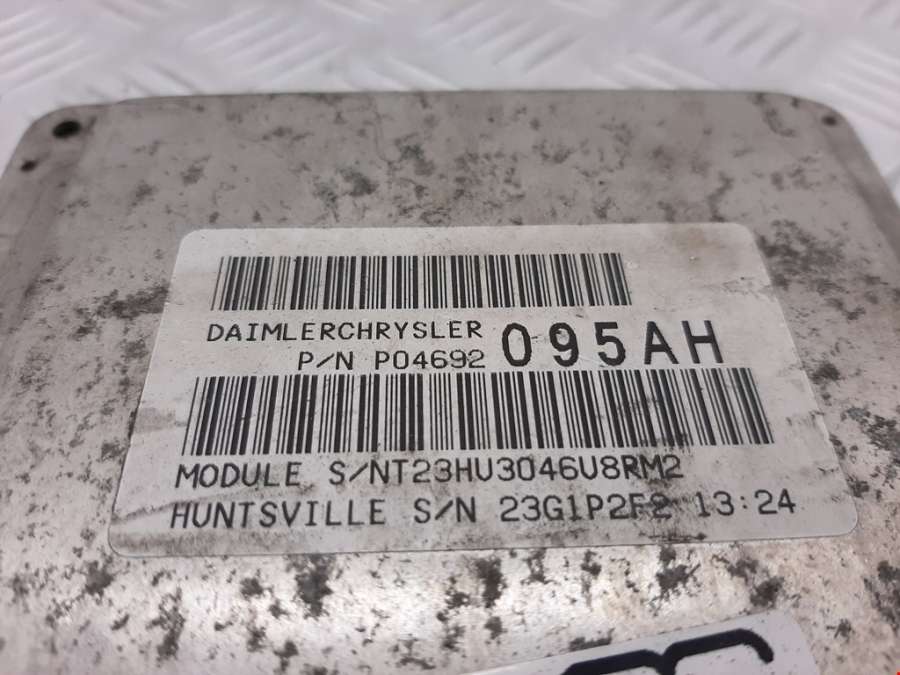 DAIMLERCHRYSLER
P/N P04692 095AH
MODULE S/NT23HU3046U8RM2
HUNTSVILLE S/N 23G1P2F2 13:24